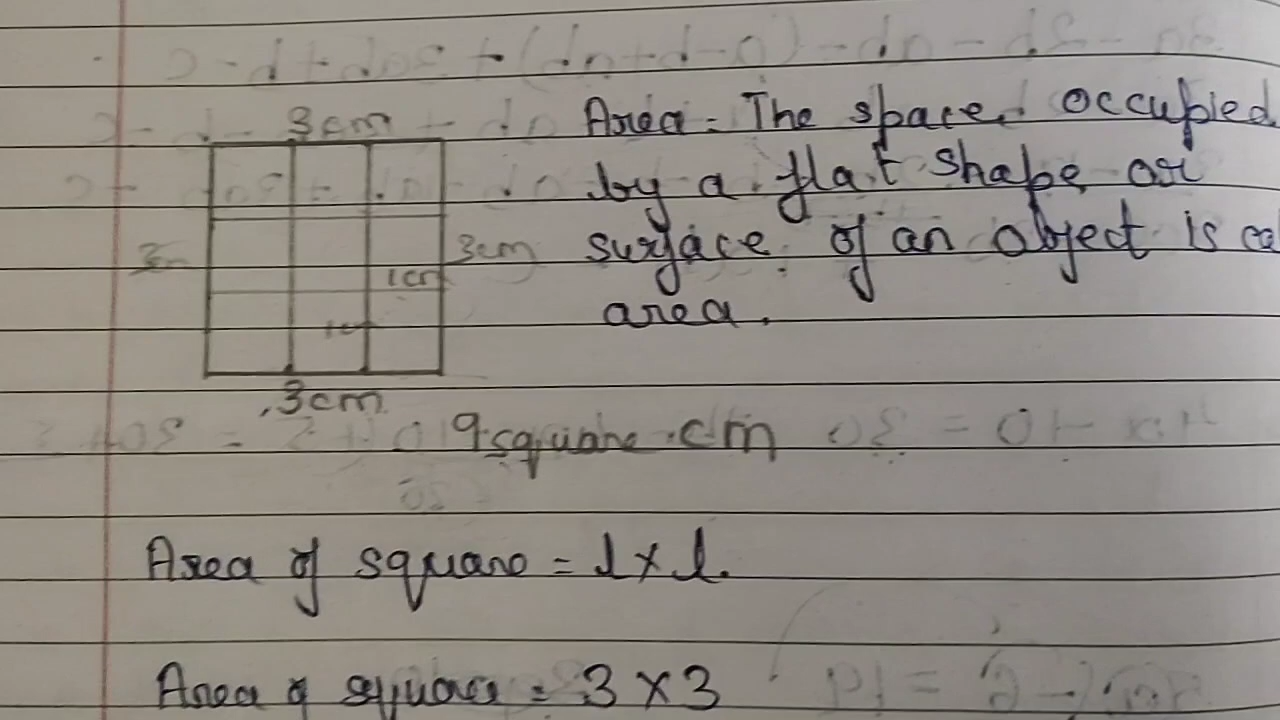 3cm
Area - The space occupied
by a flat shape or
3cm
surface of an object is ca
1cm
area.
3cm
9 square cm
Area of square = l × l.
Area of square = 3 × 3